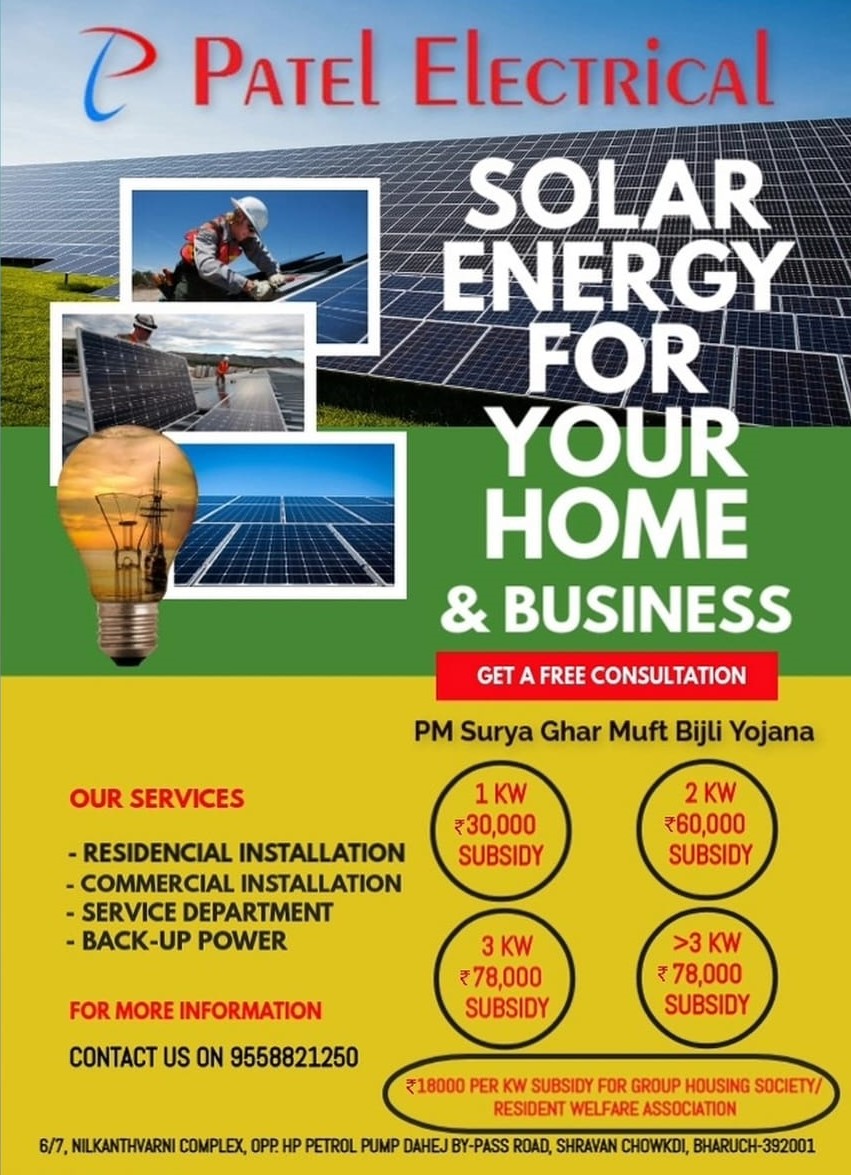 PATEL ELECTRICAL
SOLAR
ENERGY
FOR
YOUR
HOME
& BUSINESS
GET A FREE CONSULTATION
PM Surya Ghar Muft Bijli Yojana
OUR SERVICES
- RESIDENCIAL INSTALLATION
- COMMERCIAL INSTALLATION
- SERVICE DEPARTMENT
- BACK-UP POWER
FOR MORE INFORMATION
CONTACT US ON 9558821250
1 KW
₹30,000
SUBSIDY
2 KW
₹60,000
SUBSIDY
3 KW
₹78,000
SUBSIDY
>3 KW
₹78,000
SUBSIDY
₹18000 PER KW SUBSIDY FOR GROUP HOUSING SOCIETY/
RESIDENT WELFARE ASSOCIATION
6/7, NILKANTHVARNI COMPLEX, OPP. HP PETROL PUMP DAHEJ BY-PASS ROAD, SHRAVAN CHOWKDI, BHARUCH-392001